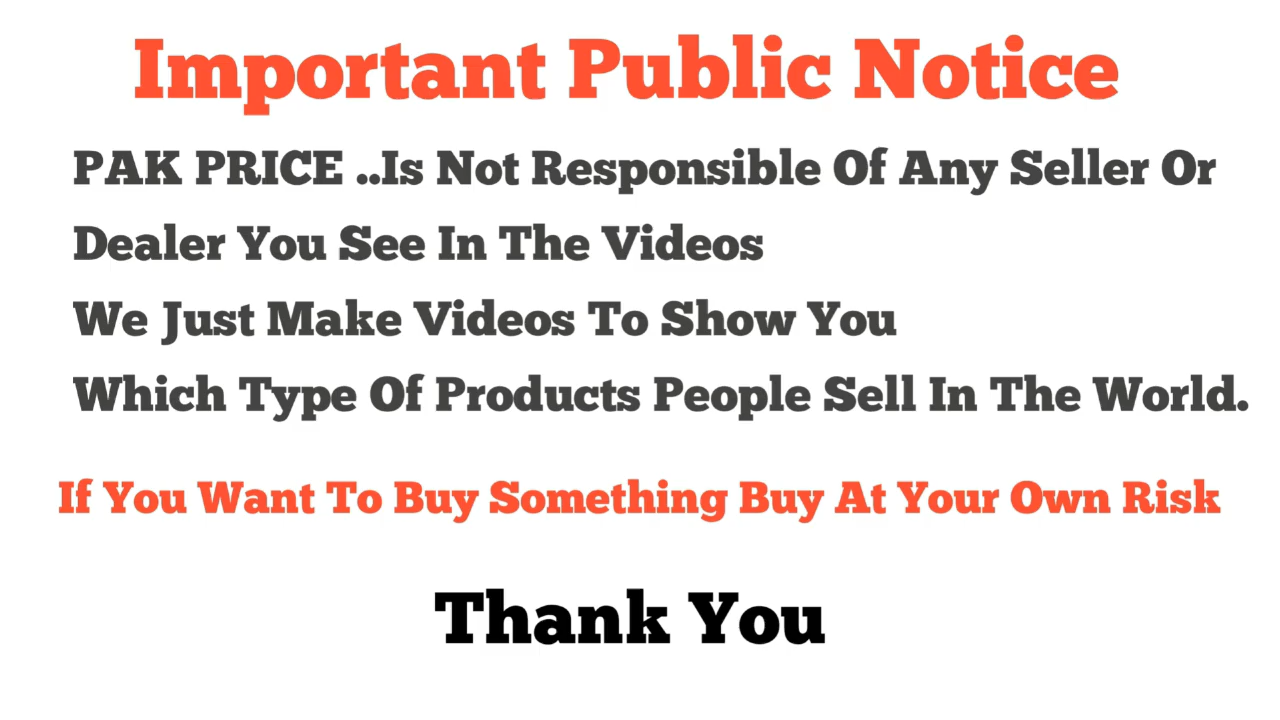 Important Public Notice
PAK PRICE ..Is Not Responsible Of Any Seller Or
Dealer You See In The Videos
We Just Make Videos To Show You
Which Type Of Products People Sell In The World.
If You Want To Buy Something Buy At Your Own Risk
Thank You